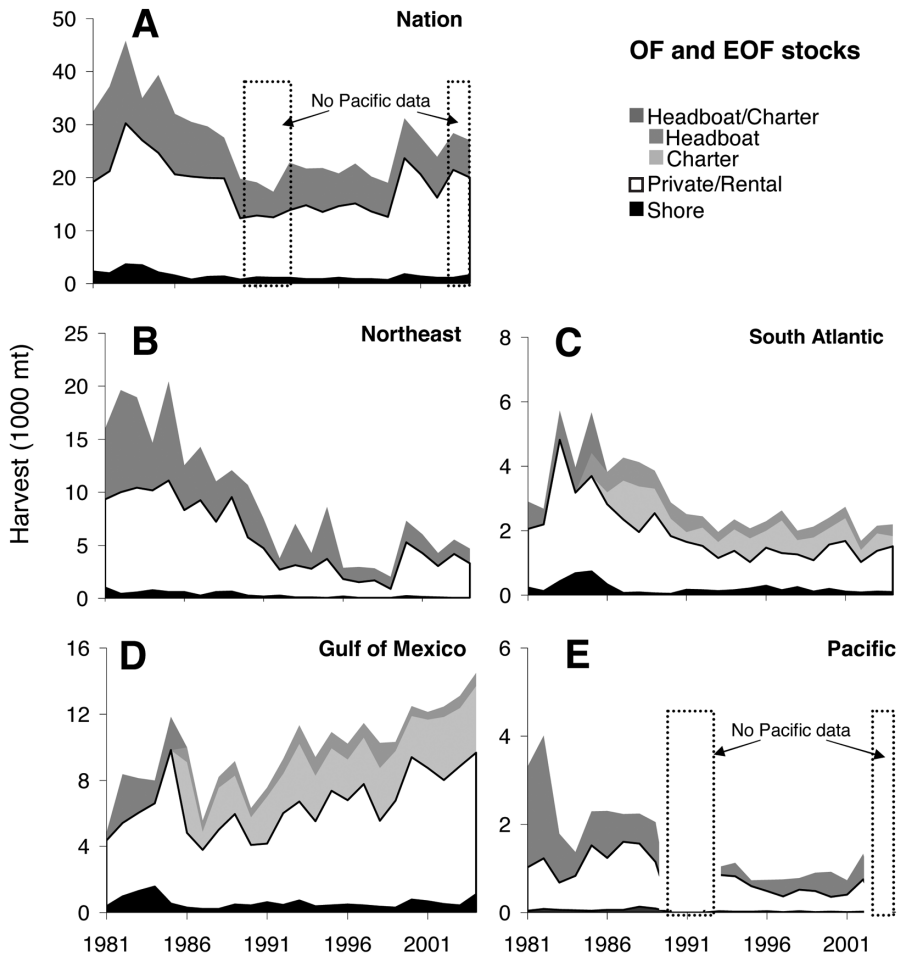 A
Nation
50
40
30
20
10
0
No Pacific data
OF and EOF stocks
Headboat/Charter
Headboat
Charter
Private/Rental
Shore
Harvest (1000 mt)
B
Northeast
25
20
15
10
5
0
C
South Atlantic
8
6
4
2
0
D
Gulf of Mexico
16
12
8
4
0
1981 1986 1991 1996 2001
E
Pacific
6
4
2
0
No Pacific data
1981 1986 1991 1996 2001